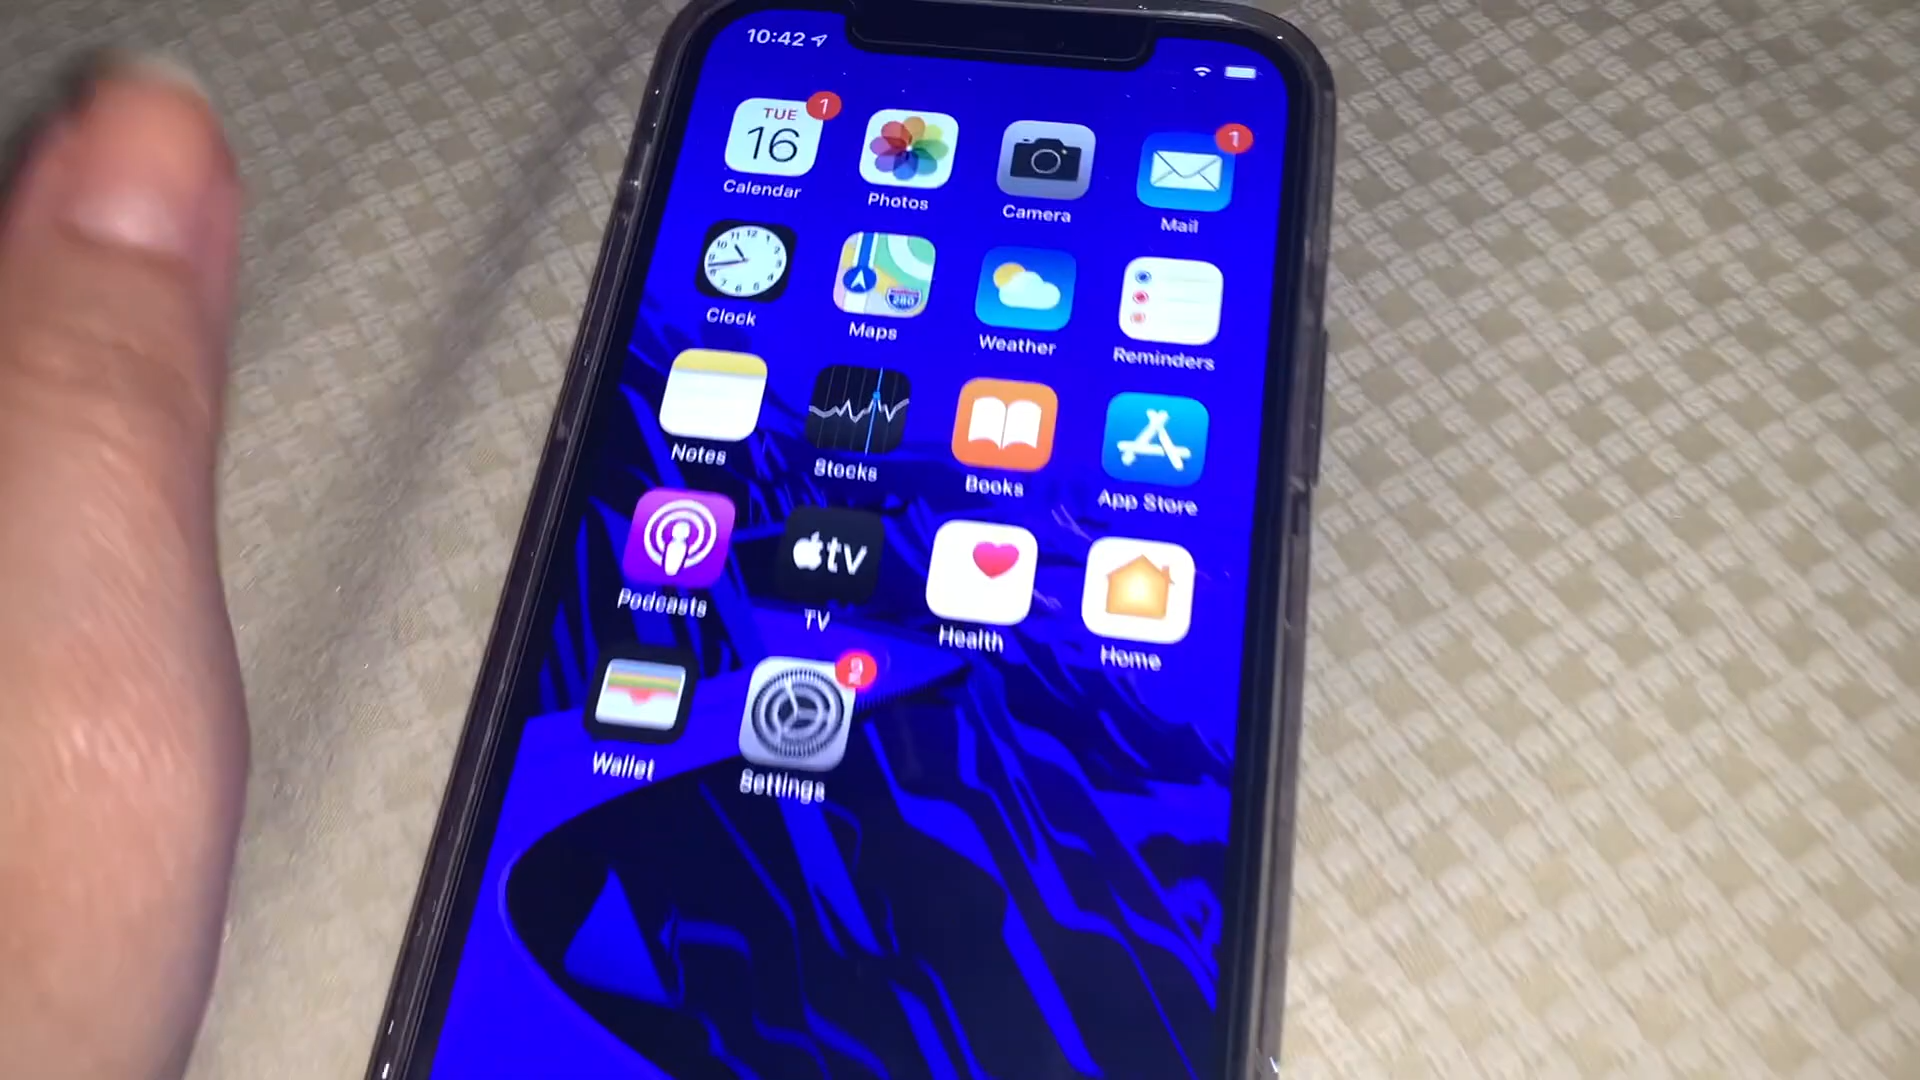 10:42
TUE
16
1
1
Calendar
Photos
Camera
Mail
Clock
Maps
280
Weather
Reminders
Notes
Stocks
Books
App Store
Podcasts
tv
TV
Health
Home
Wallet
Settings